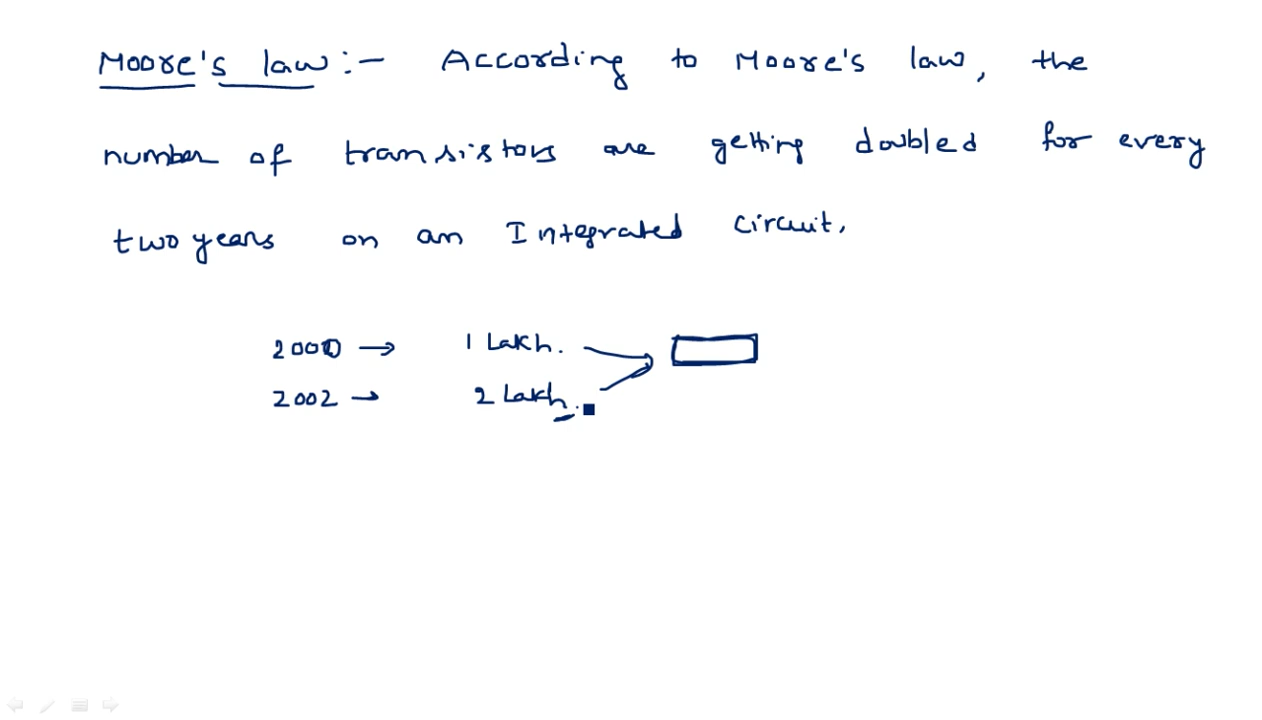 Moore's law :- According to Moore's law, the
number of transistors are getting doubled for every
two years on an Integrated circuit.
2000 → 1 Lakh.
2002 → 2 Lakh.